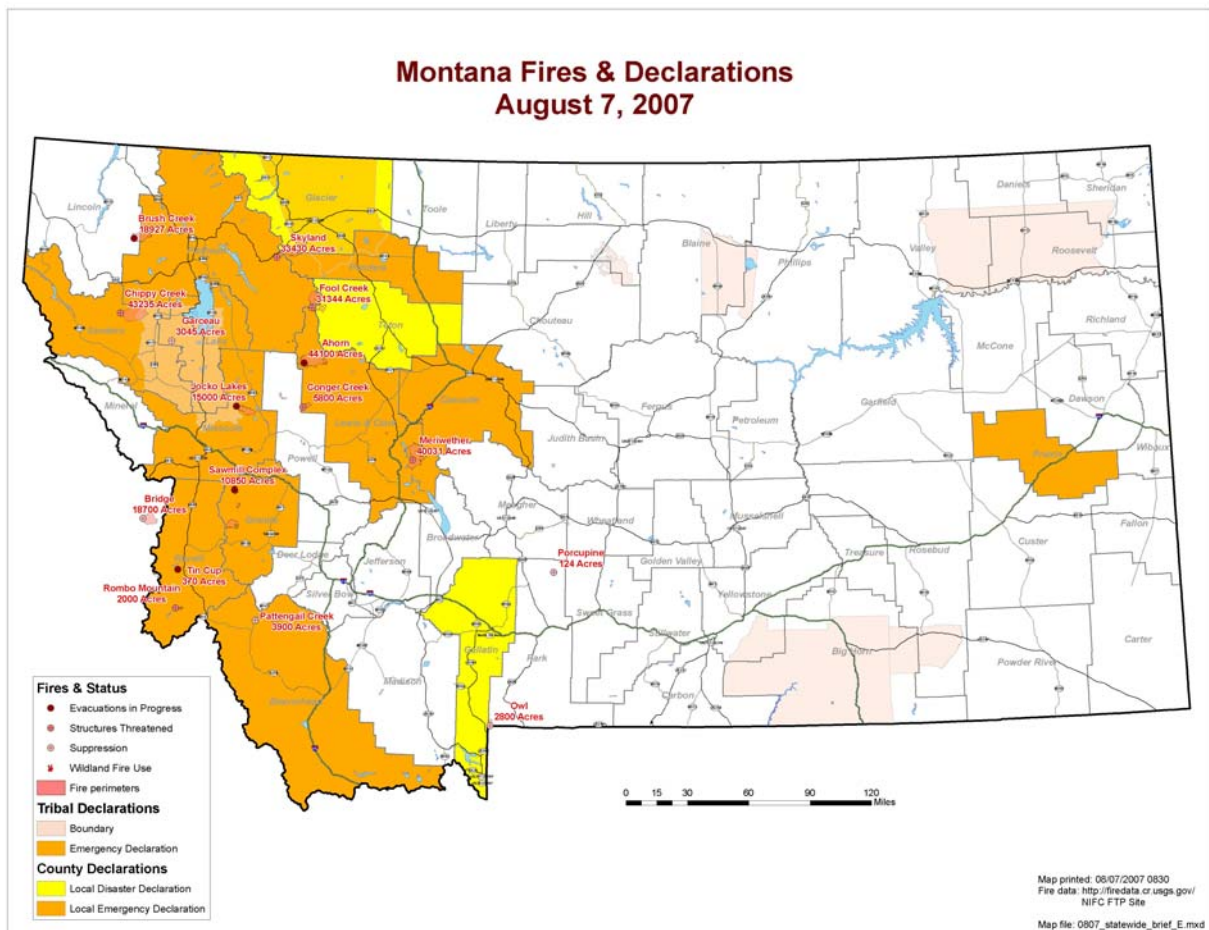 Montana Fires & Declarations
August 7, 2007
Lincoln
Brush Creek
18927 Acres
Glacier
Toole
Liberty
Hill
Blaine
Phillips
Valley
Daniels
Sheridan
Roosevelt
Skyland
33430 Acres
Chippy Creek
43235 Acres
Garceau
3045 Acres
Lake
Fool Creek
31344 Acres
Teton
Chouteau
Richland
McCone
Ahorn
44100 Acres
Jocko Lakes
15000 Acres
Conger Creek
5800 Acres
Mineral
Missoula
Cascade
Lewis & Clark
Fergus
Petroleum
Garfield
Dawson
Wibaux
Prairie
Judith Basin
Meriwether
40031 Acres
Powell
Sawmill Complex
10850 Acres
Bridge
18700 Acres
Granite
Meagher
Wheatland
Musselshell
Broadwater
Fallon
Custer
Rosebud
Treasure
Deer Lodge
Jefferson
Porcupine
124 Acres
Golden Valley
Tin Cup
370 Acres
Rombo Mountain
2000 Acres
Silver Bow
Yellowstone
Pattengail Creek
3900 Acres
Sweet Grass
Stillwater
Gallatin
Park
Big Horn
Carter
Powder River
Madison
Carbon
Beaverhead
Owl
2800 Acres
Fires & Status
Evacuations in Progress
Structures Threatened
Suppression
Wildland Fire Use
Fire perimeters
Tribal Declarations
Boundary
Emergency Declaration
County Declarations
Local Disaster Declaration
Local Emergency Declaration
0 15 30 60 90 120
Miles
Map printed: 08/07/2007 0830
Fire data: http://firedata.cr.usgs.gov/
NIFC FTP Site
Map file: 0807_statewide_brief_E.mxd